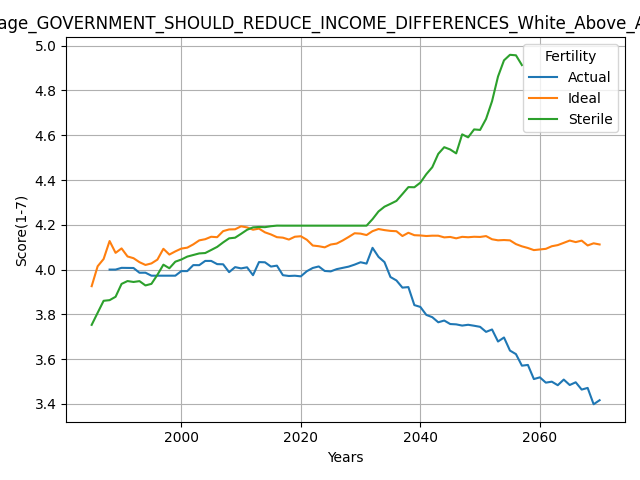 age_GOVERNMENT_SHOULD_REDUCE_INCOME_DIFFERENCES_White_Above_A
5.0
4.8
4.6
4.4
4.2
4.0
3.8
3.6
3.4
Score(1-7)
Fertility
Actual
Ideal
Sterile
2000
2020
2040
2060
Years